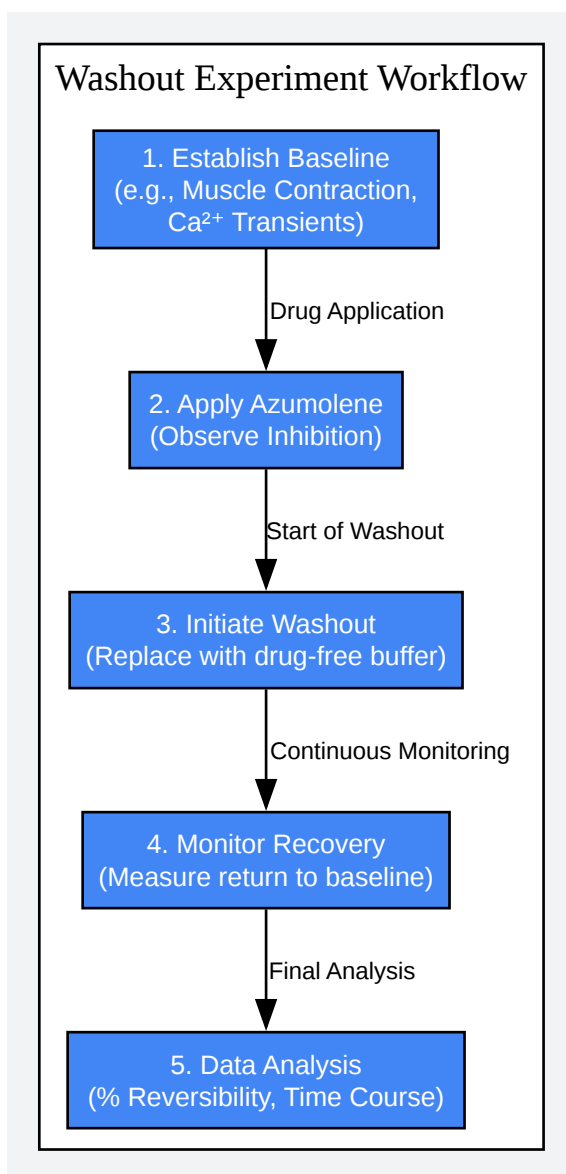 Washout Experiment Workflow
1. Establish Baseline
(e.g., Muscle Contraction,
Ca²⁺ Transients)
Drug Application
2. Apply Azumolene
(Observe Inhibition)
Start of Washout
3. Initiate Washout
(Replace with drug-free buffer)
Continuous Monitoring
4. Monitor Recovery
(Measure return to baseline)
Final Analysis
5. Data Analysis
(% Reversibility, Time Course)